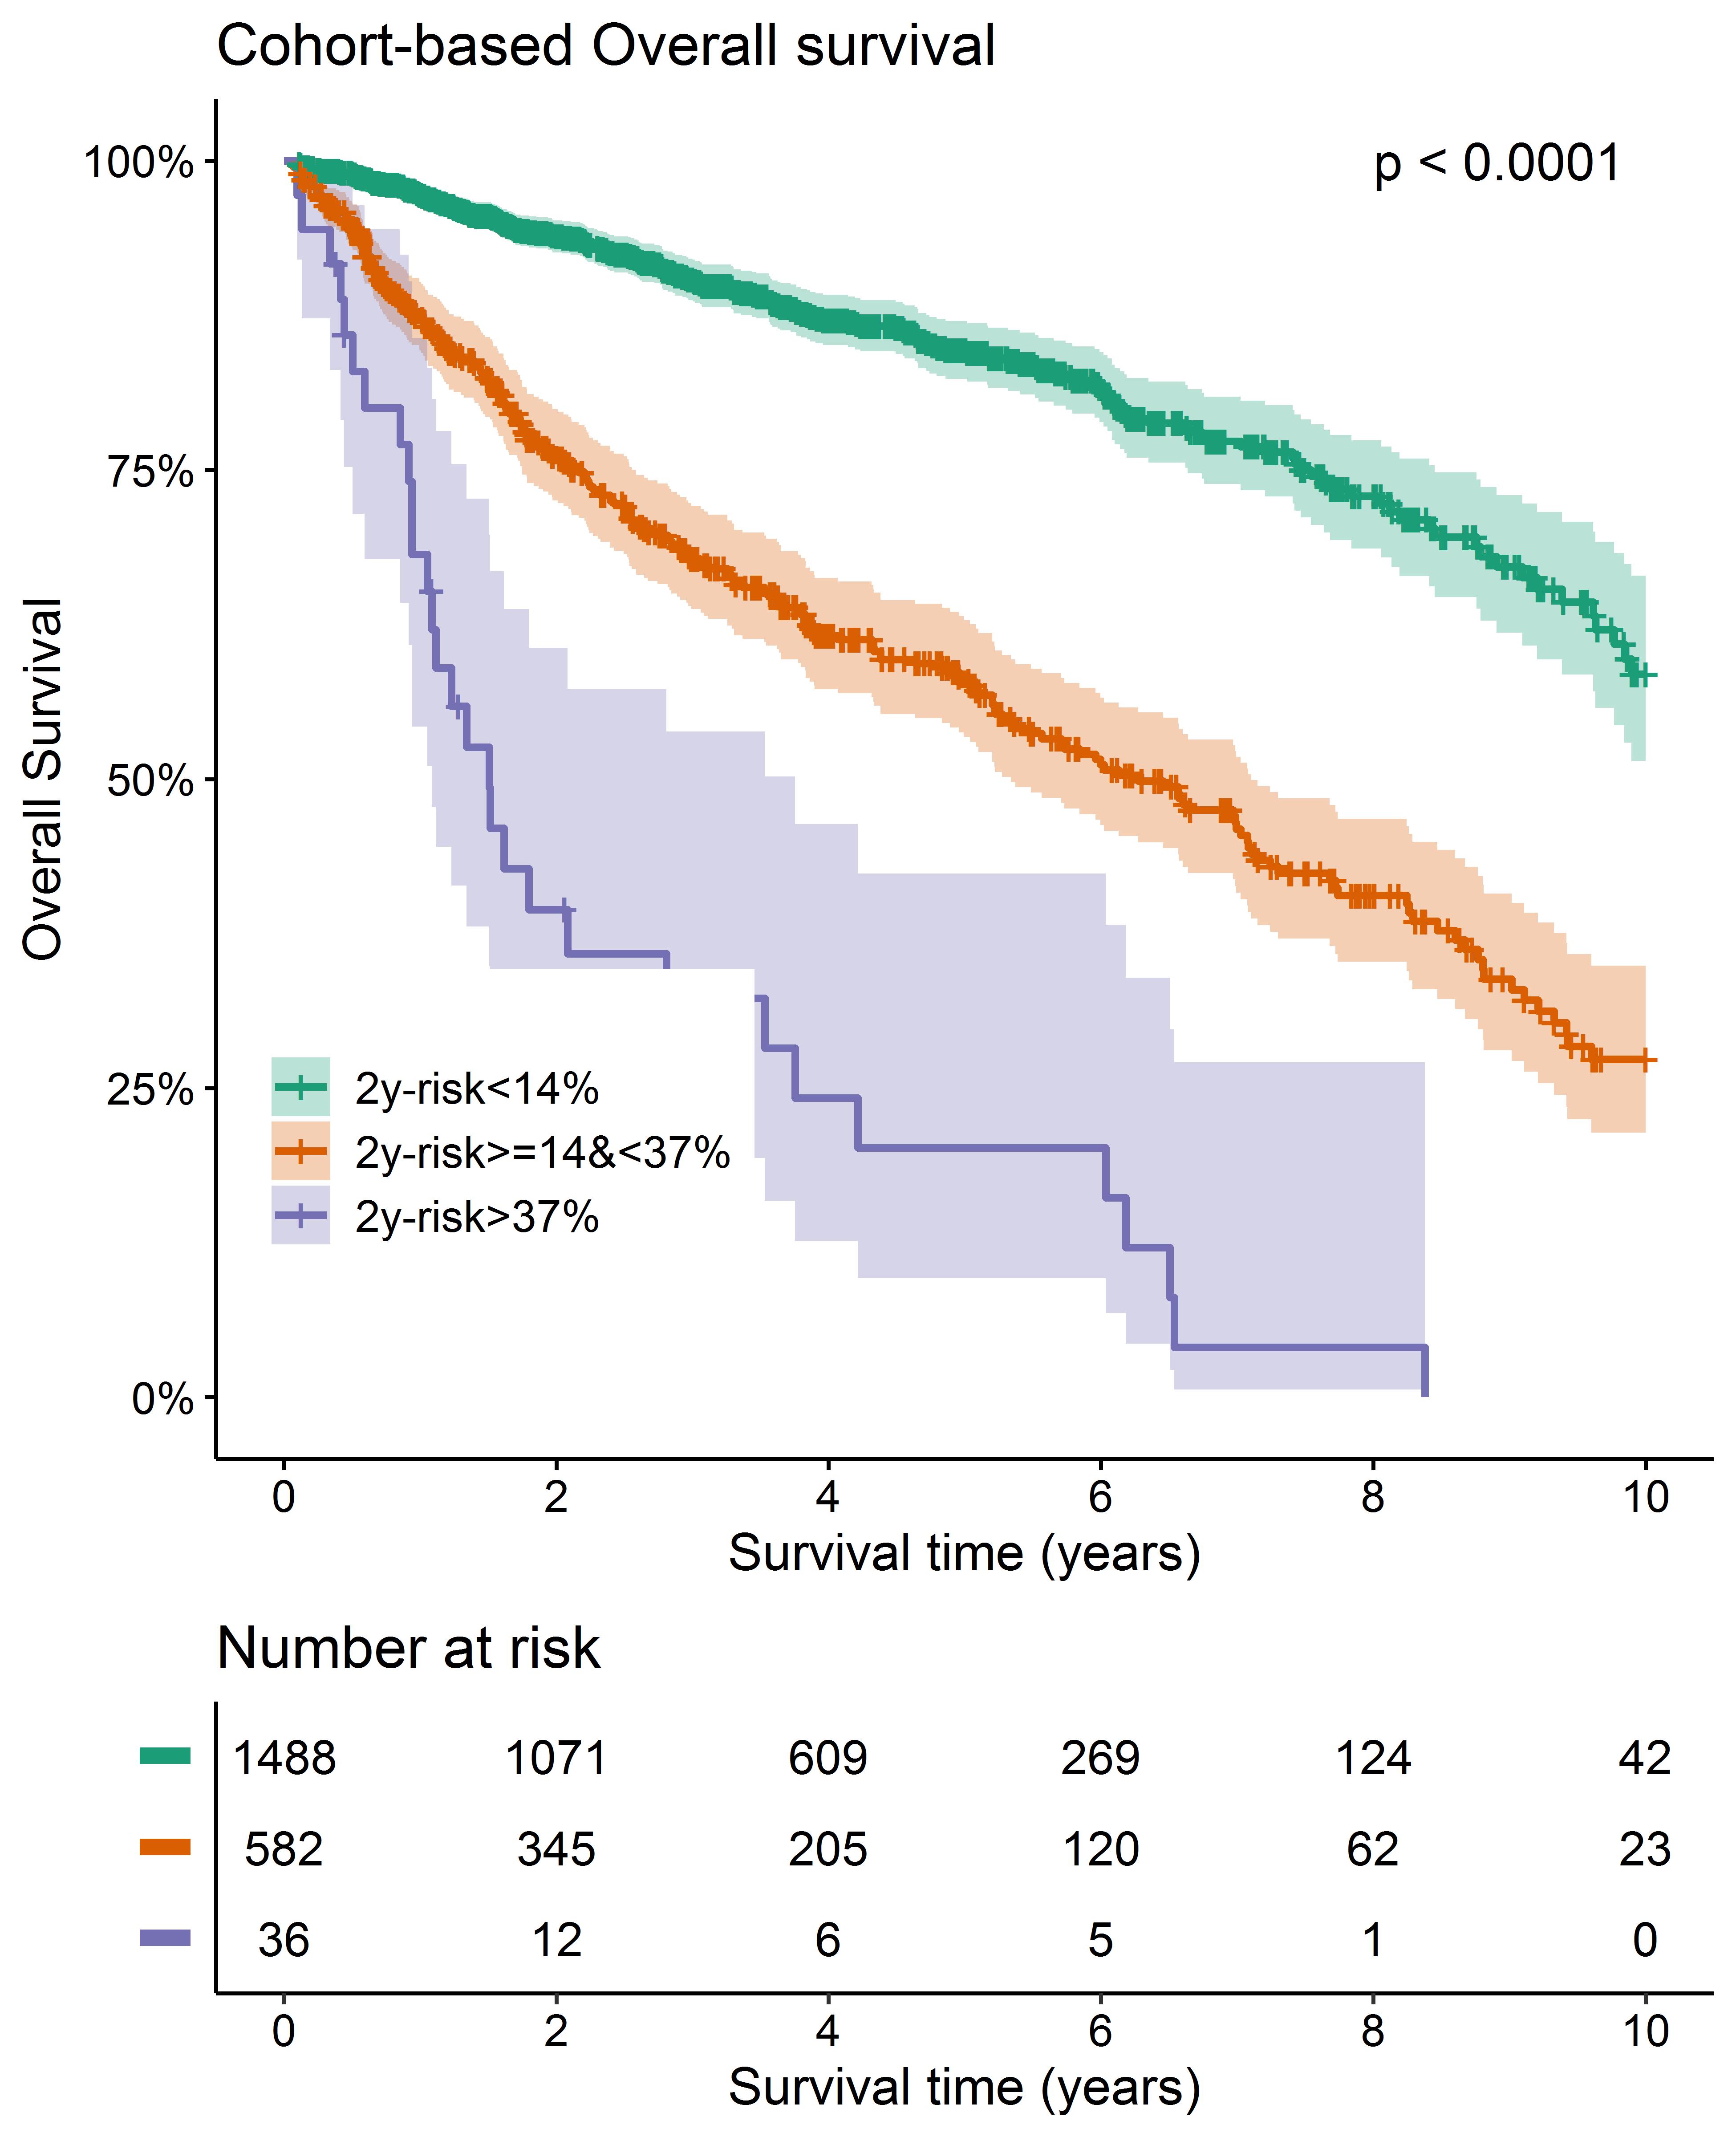 Cohort-based Overall survival
p < 0.0001
100%
75%
50%
25%
0%
Overall Survival
2y-risk<14%
2y-risk>=14&<37%
2y-risk>37%
0 2 4 6 8 10
Survival time (years)
Number at risk
1488 1071 609 269 124 42
582 345 205 120 62 23
36 12 6 5 1 0
0 2 4 6 8 10
Survival time (years)